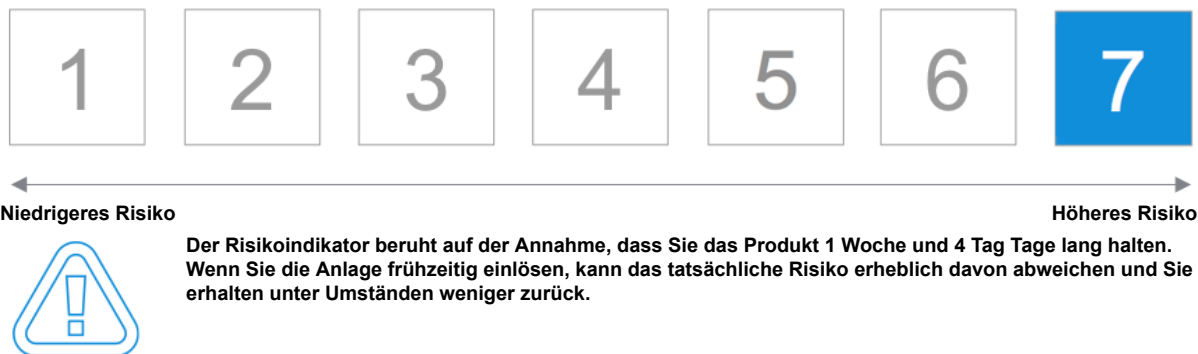 1 2 3 4 5 6 7
Niedrigeres Risiko Höheres Risiko
Der Risikoindikator beruht auf der Annahme, dass Sie das Produkt 1 Woche und 4 Tag Tage lang halten.
Wenn Sie die Anlage frühzeitig einlösen, kann das tatsächliche Risiko erheblich davon abweichen und Sie
erhalten unter Umständen weniger zurück.